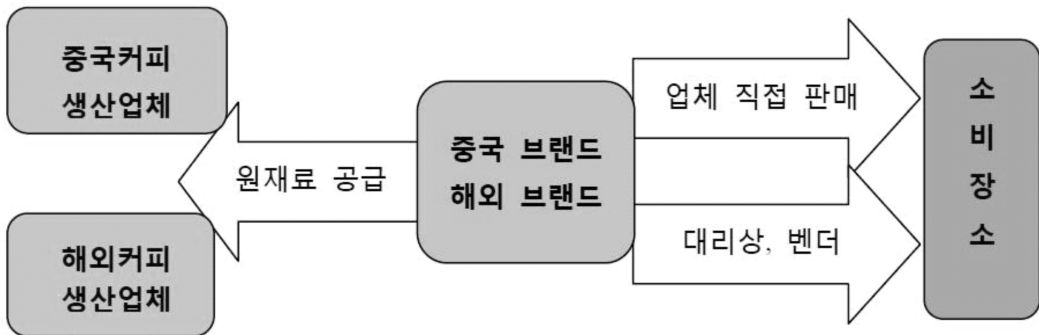 중국커피
생산업체
해외커피
생산업체
원재료 공급
중국 브랜드
해외 브랜드
업체 직접 판매
대리상, 벤더
소
비
장
소